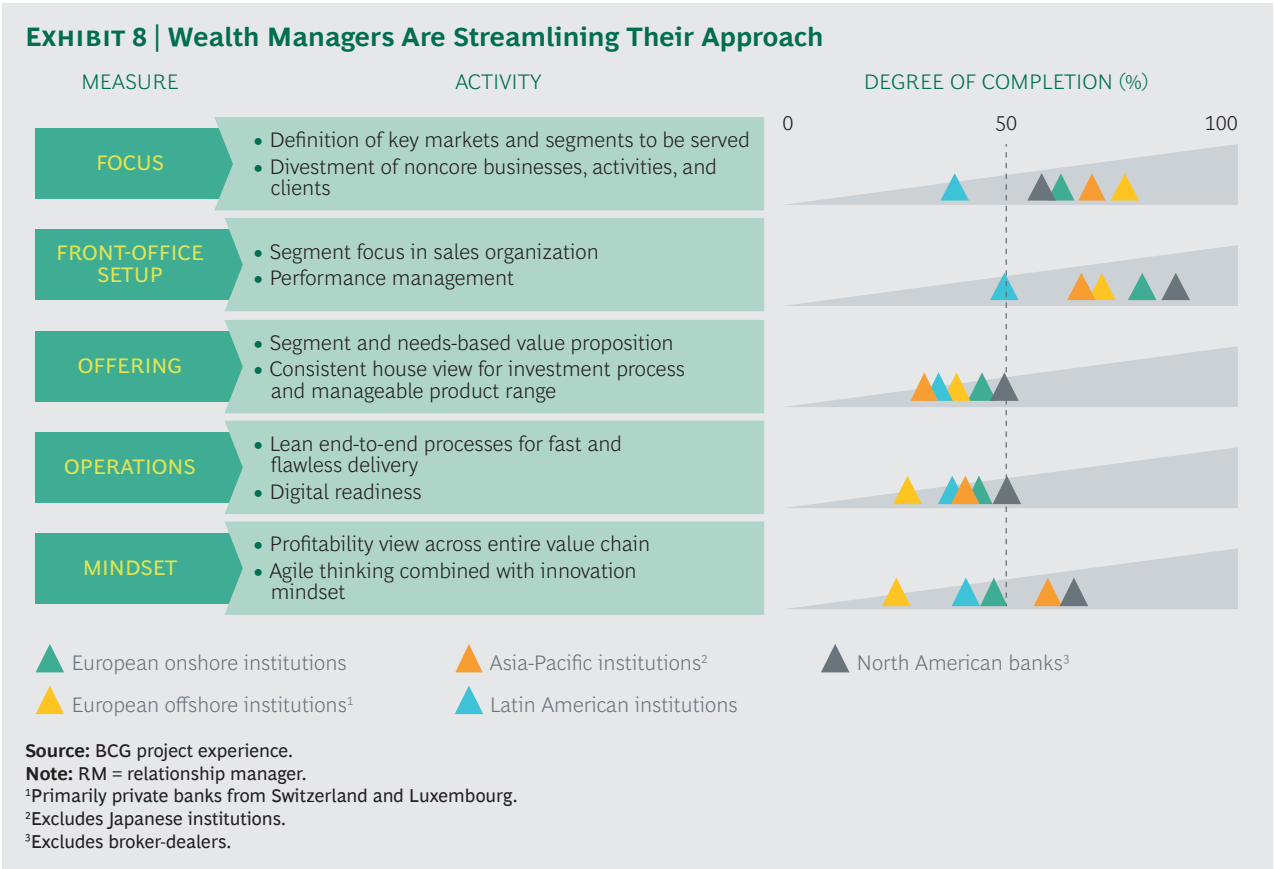 EXHIBIT 8 | Wealth Managers Are Streamlining Their Approach
MEASURE
ACTIVITY
DEGREE OF COMPLETION (%)
0
50
100
FOCUS
• Definition of key markets and segments to be served
• Divestment of noncore businesses, activities, and
clients
FRONT-OFFICE
SETUP
• Segment focus in sales organization
• Performance management
OFFERING
• Segment and needs-based value proposition
• Consistent house view for investment process
and manageable product range
OPERATIONS
• Lean end-to-end processes for fast and
flawless delivery
• Digital readiness
MINDSET
• Profitability view across entire value chain
• Agile thinking combined with innovation
mindset
European onshore institutions
Asia-Pacific institutions²
North American banks³
European offshore institutions¹
Latin American institutions
Source: BCG project experience.
Note: RM = relationship manager.
¹Primarily private banks from Switzerland and Luxembourg.
²Excludes Japanese institutions.
³Excludes broker-dealers.